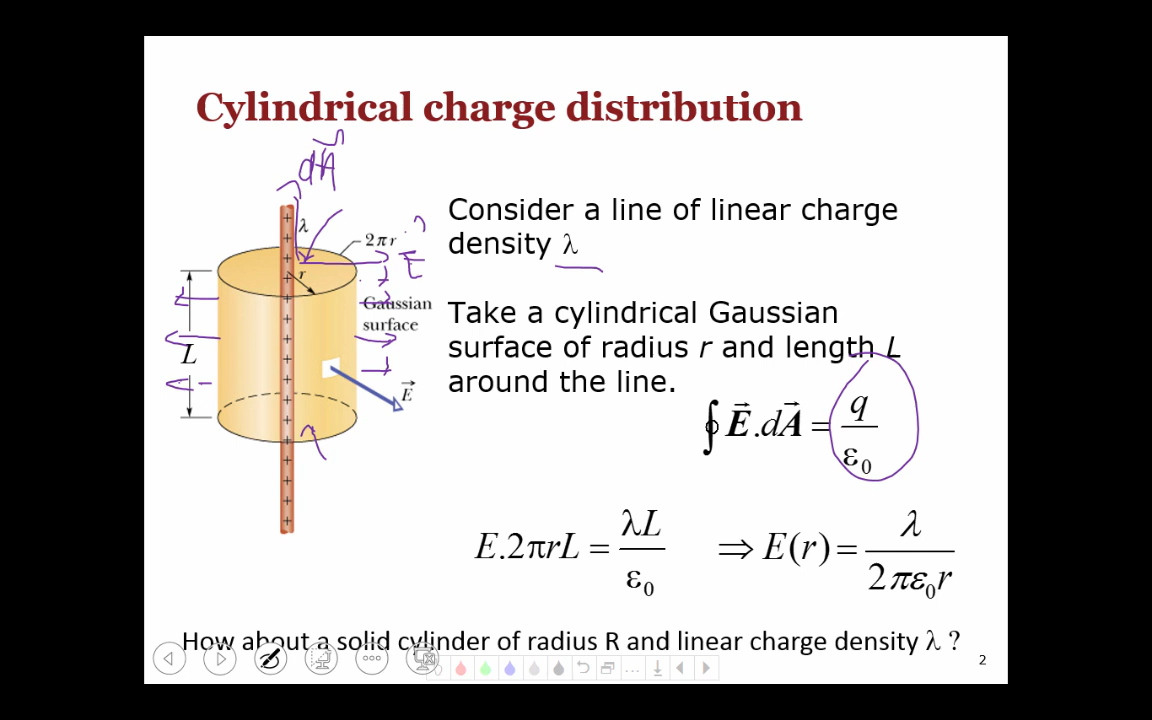 Cylindrical charge distribution
dA
λ
2πr
E
r
Gaussian
surface
L
E⃗
Consider a line of linear charge
density λ
Take a cylindrical Gaussian
surface of radius r and length L
around the line.
∮E⃗.dA⃗ = q/ε₀
E.2πrL = λL/ε₀ ⇒ E(r) = λ/2πε₀r
How about a solid cylinder of radius R and linear charge density λ ?
2